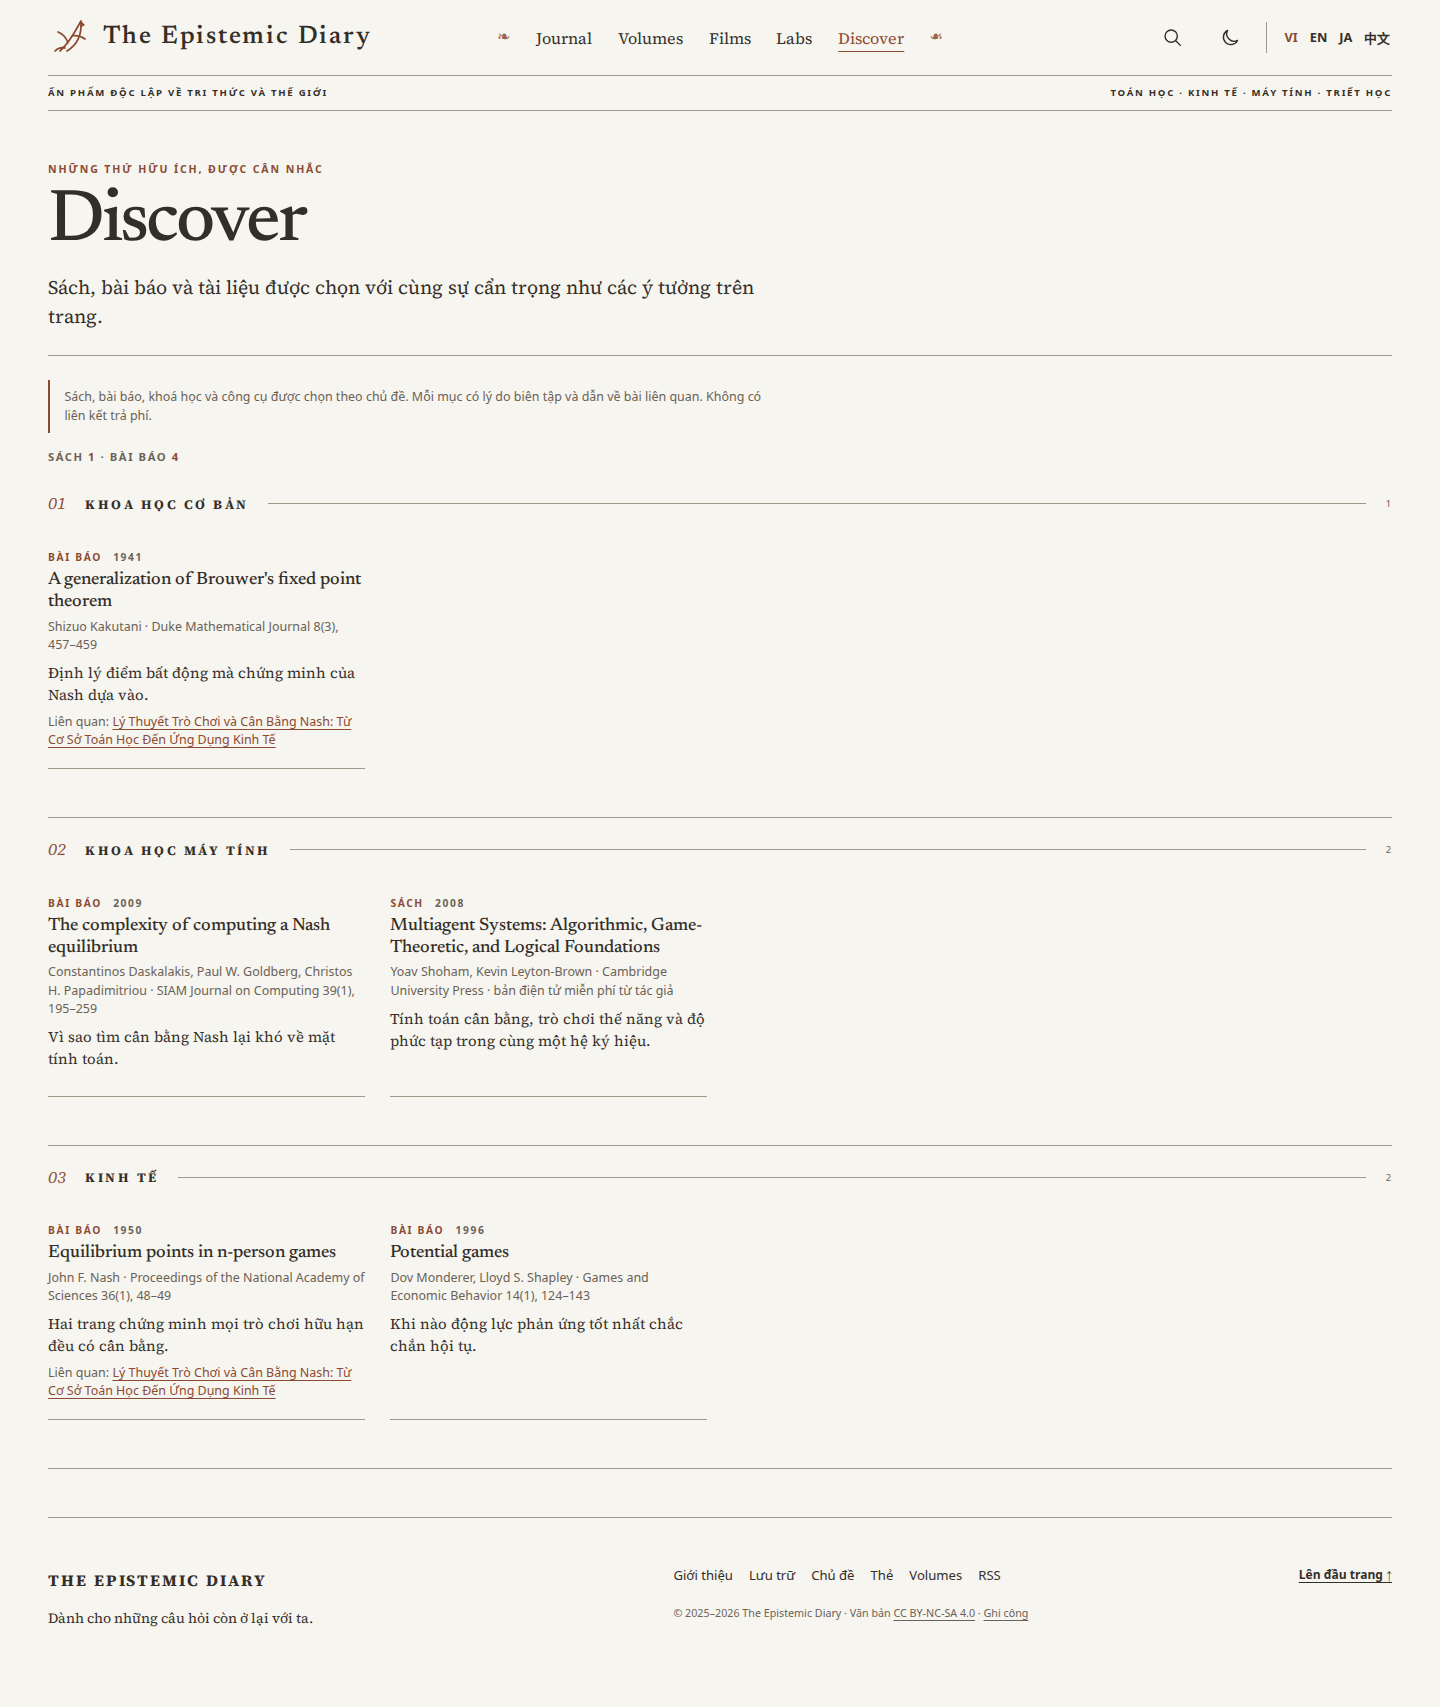 The Epistemic Diary
❧ Journal Volumes Films Labs Discover ☙
VI EN JA 中文
ẤN PHẨM ĐỘC LẬP VỀ TRI THỨC VÀ THẾ GIỚI
TOÁN HỌC · KINH TẾ · MÁY TÍNH · TRIẾT HỌC
NHỮNG THỨ HỮU ÍCH, ĐƯỢC CÂN NHẮC
Discover
Sách, bài báo và tài liệu được chọn với cùng sự cẩn trọng như các ý tưởng trên
trang.
Sách, bài báo, khoá học và công cụ được chọn theo chủ đề. Mỗi mục có lý do biên tập và dẫn về bài liên quan. Không có
liên kết trả phí.
SÁCH 1 · BÀI BÁO 4
01 KHOA HỌC CƠ BẢN 1
BÀI BÁO 1941
A generalization of Brouwer's fixed point
theorem
Shizuo Kakutani · Duke Mathematical Journal 8(3),
457–459
Định lý điểm bất động mà chứng minh của
Nash dựa vào.
Liên quan: Lý Thuyết Trò Chơi và Cân Bằng Nash: Từ
Cơ Sở Toán Học Đến Ứng Dụng Kinh Tế
02 KHOA HỌC MÁY TÍNH 2
BÀI BÁO 2009
The complexity of computing a Nash
equilibrium
Constantinos Daskalakis, Paul W. Goldberg, Christos
H. Papadimitriou · SIAM Journal on Computing 39(1),
195–259
Vì sao tìm cân bằng Nash lại khó về mặt
tính toán.
SÁCH 2008
Multiagent Systems: Algorithmic, Game-
Theoretic, and Logical Foundations
Yoav Shoham, Kevin Leyton-Brown · Cambridge
University Press · bản điện tử miễn phí từ tác giả
Tính toán cân bằng, trò chơi thế năng và độ
phức tạp trong cùng một hệ ký hiệu.
03 KINH TẾ 2
BÀI BÁO 1950
Equilibrium points in n-person games
John F. Nash · Proceedings of the National Academy of
Sciences 36(1), 48–49
Hai trang chứng minh mọi trò chơi hữu hạn
đều có cân bằng.
Liên quan: Lý Thuyết Trò Chơi và Cân Bằng Nash: Từ
Cơ Sở Toán Học Đến Ứng Dụng Kinh Tế
BÀI BÁO 1996
Potential games
Dov Monderer, Lloyd S. Shapley · Games and
Economic Behavior 14(1), 124–143
Khi nào động lực phản ứng tốt nhất chắc
chắn hội tụ.
THE EPISTEMIC DIARY
Dành cho những câu hỏi còn ở lại với ta.
Giới thiệu Lưu trữ Chủ đề Thẻ Volumes RSS
© 2025–2026 The Epistemic Diary · Văn bản CC BY-NC-SA 4.0 · Ghi công
Lên đầu trang ↑